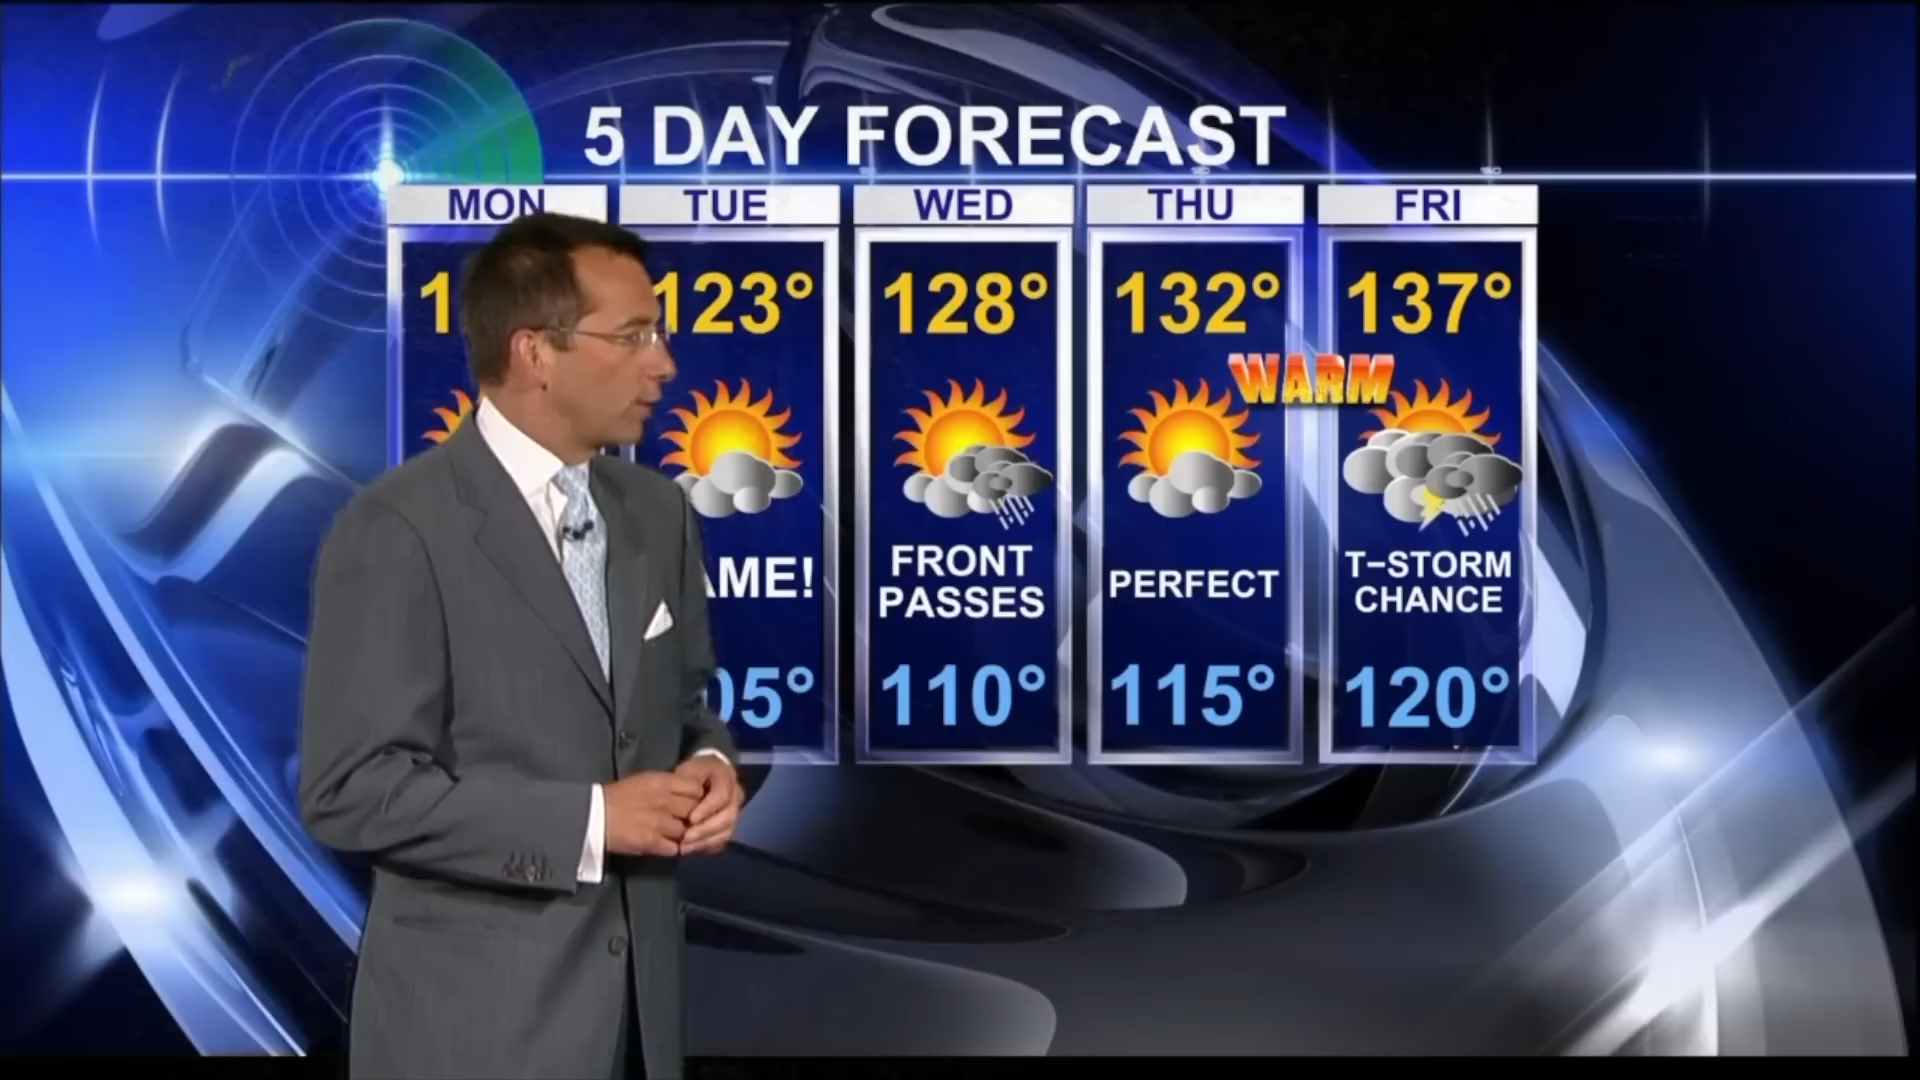 5 DAY FORECAST
MON TUE WED THU FRI
123° 128° 132° 137°
WARM
FRONT
PASSES
PERFECT
T-STORM
CHANCE
110° 115° 120°